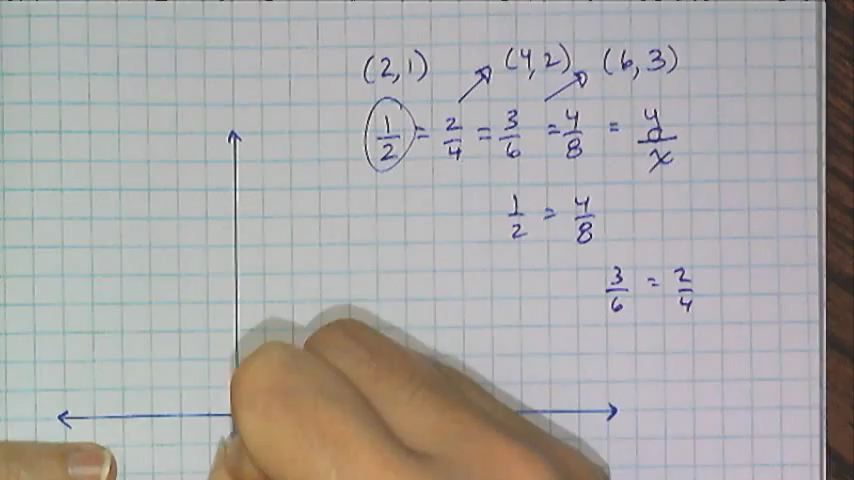 (2,1) (4,2) (6,3)
1/2 = 2/4 = 3/6 = 4/8 = y/x
1/2 = 4/8
3/6 = 2/4